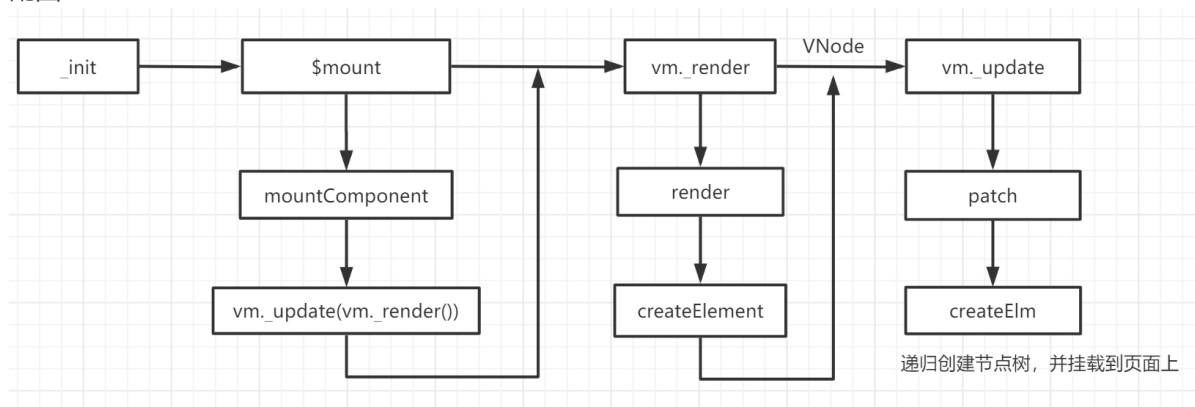 _init
$mount
vm._render
VNode
vm._update
mountComponent
render
patch
vm._update(vm._render())
createElement
createElm
递归创建节点树，并挂载到页面上